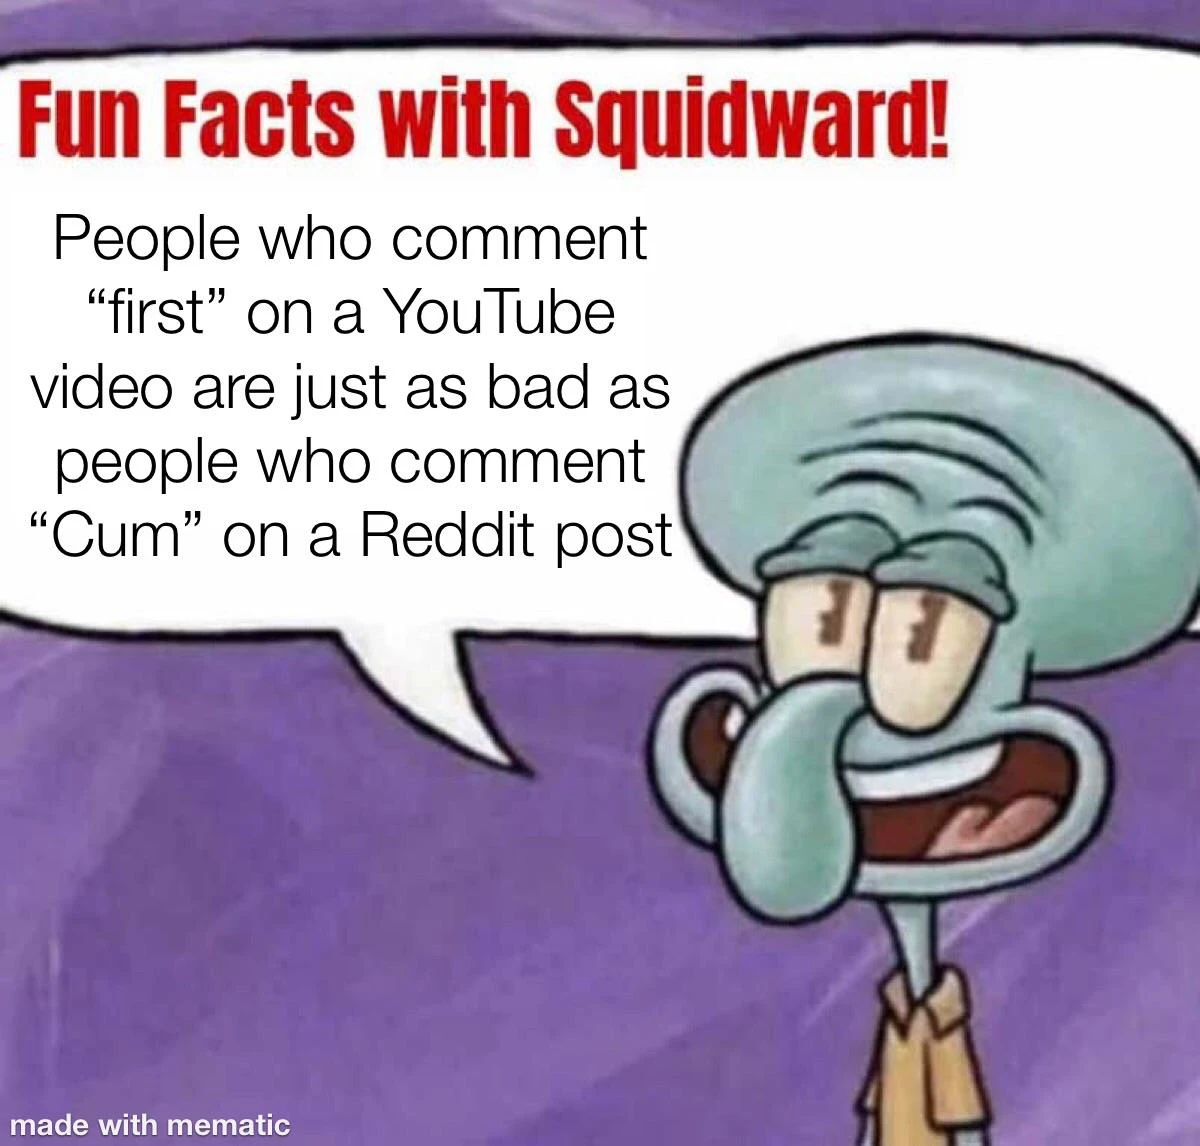 Fun Facts with Squidward!
People who comment
“first” on a YouTube
video are just as bad as
people who comment
“Cum” on a Reddit post
made with mematic